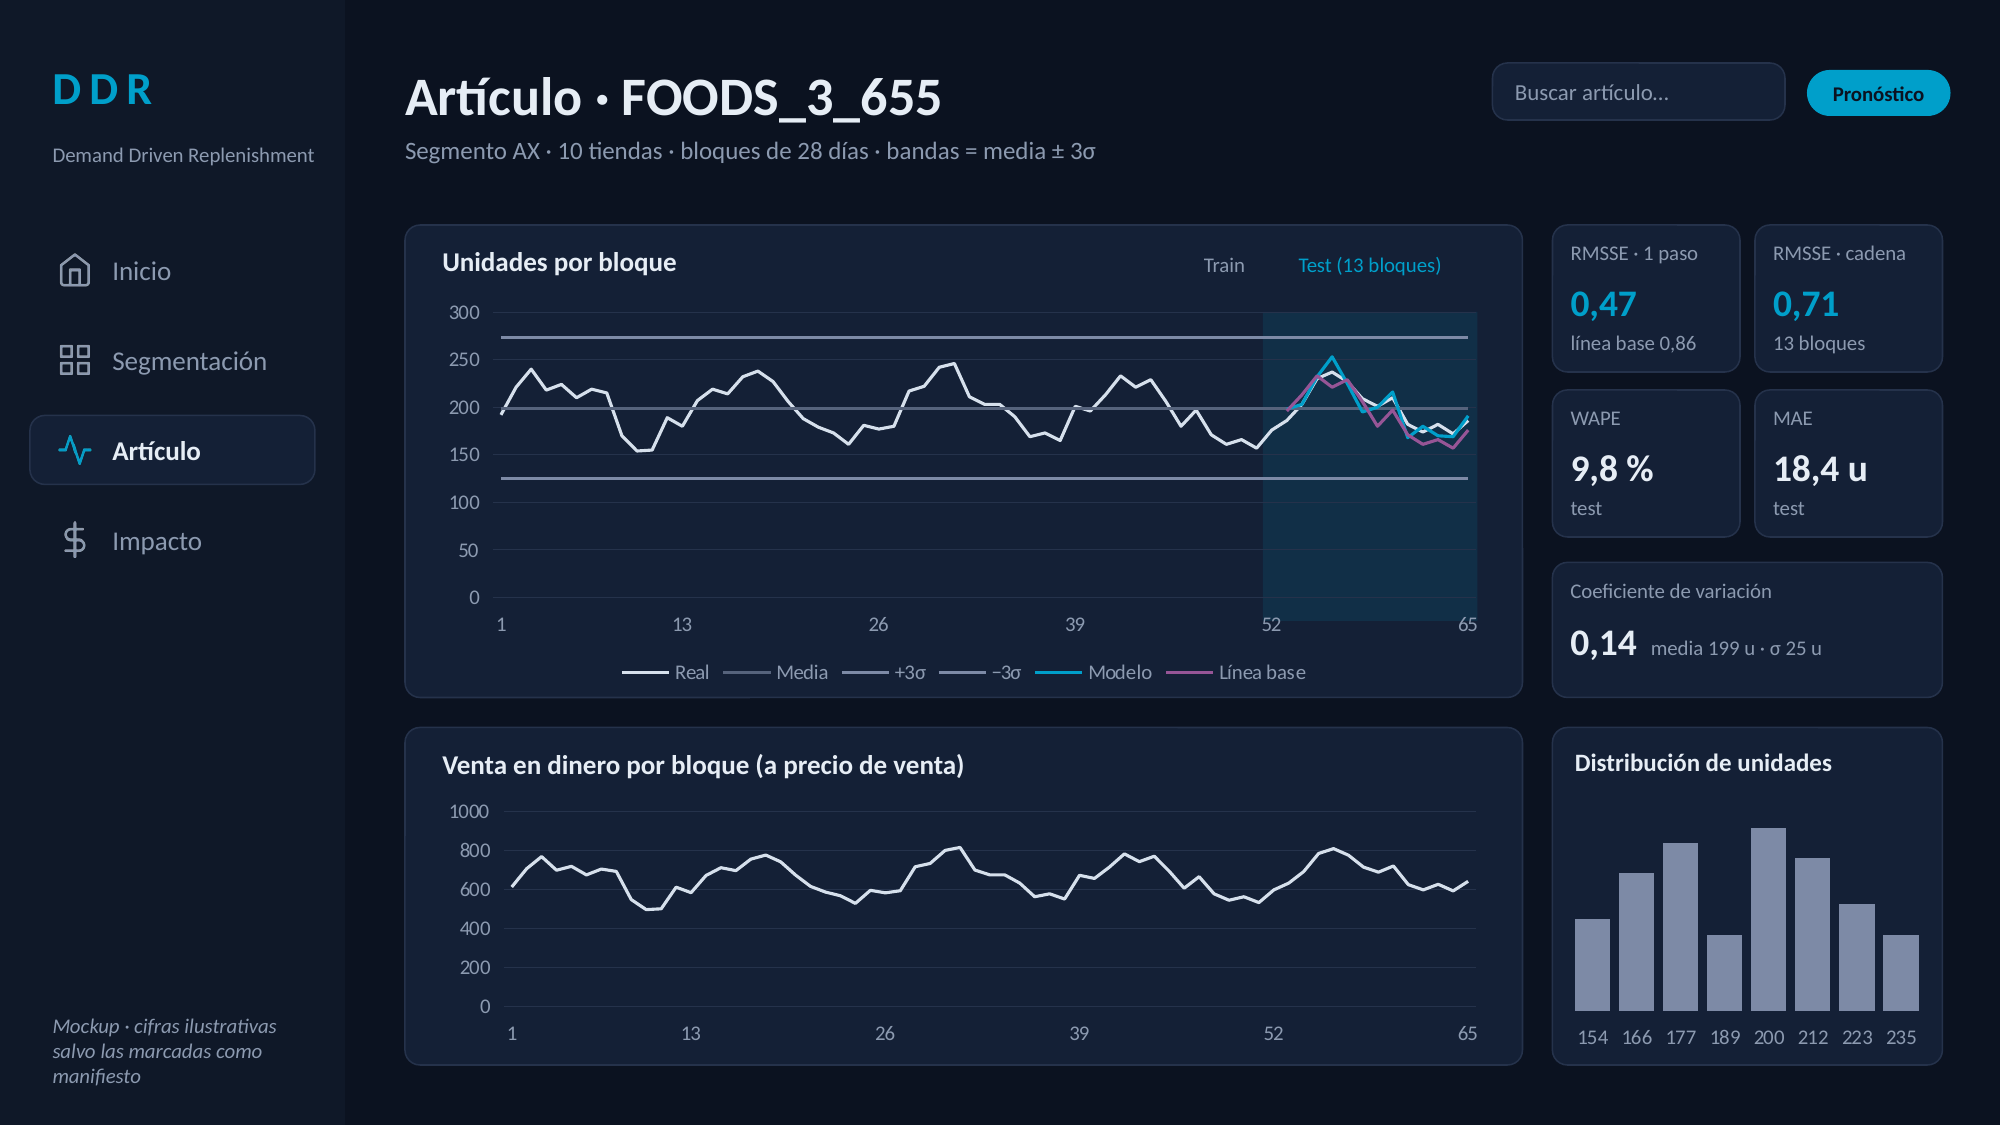 DDR
Demand Driven Replenishment
Inicio
Segmentación
Artículo
Impacto
Mockup · cifras ilustrativas
salvo las marcadas como
manifiesto
Artículo · FOODS_3_655
Segmento AX · 10 tiendas · bloques de 28 días · bandas = media ± 3σ
Buscar artículo...
Pronóstico
Unidades por bloque
Train
Test (13 bloques)
300
250
200
150
100
50
0
1 13 26 39 52 65
Real Media +3σ −3σ Modelo Línea base
RMSSE · 1 paso
0,47
línea base 0,86
RMSSE · cadena
0,71
13 bloques
WAPE
9,8 %
test
MAE
18,4 u
test
Coeficiente de variación
0,14 media 199 u · σ 25 u
Venta en dinero por bloque (a precio de venta)
1000
800
600
400
200
0
1 13 26 39 52 65
Distribución de unidades
154 166 177 189 200 212 223 235